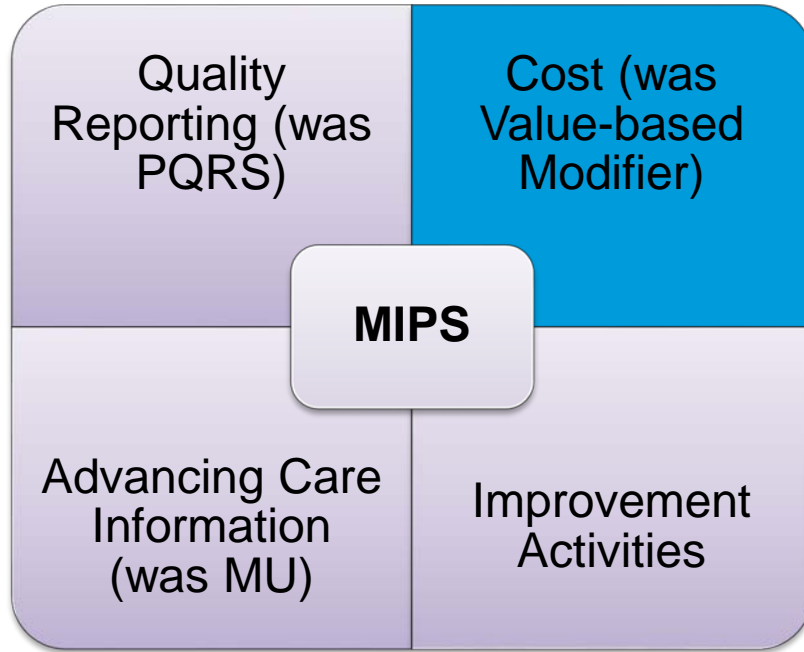 Quality
Reporting (was
PQRS)
Cost (was
Value-based
Modifier)
MIPS
Advancing Care
Information
(was MU)
Improvement
Activities